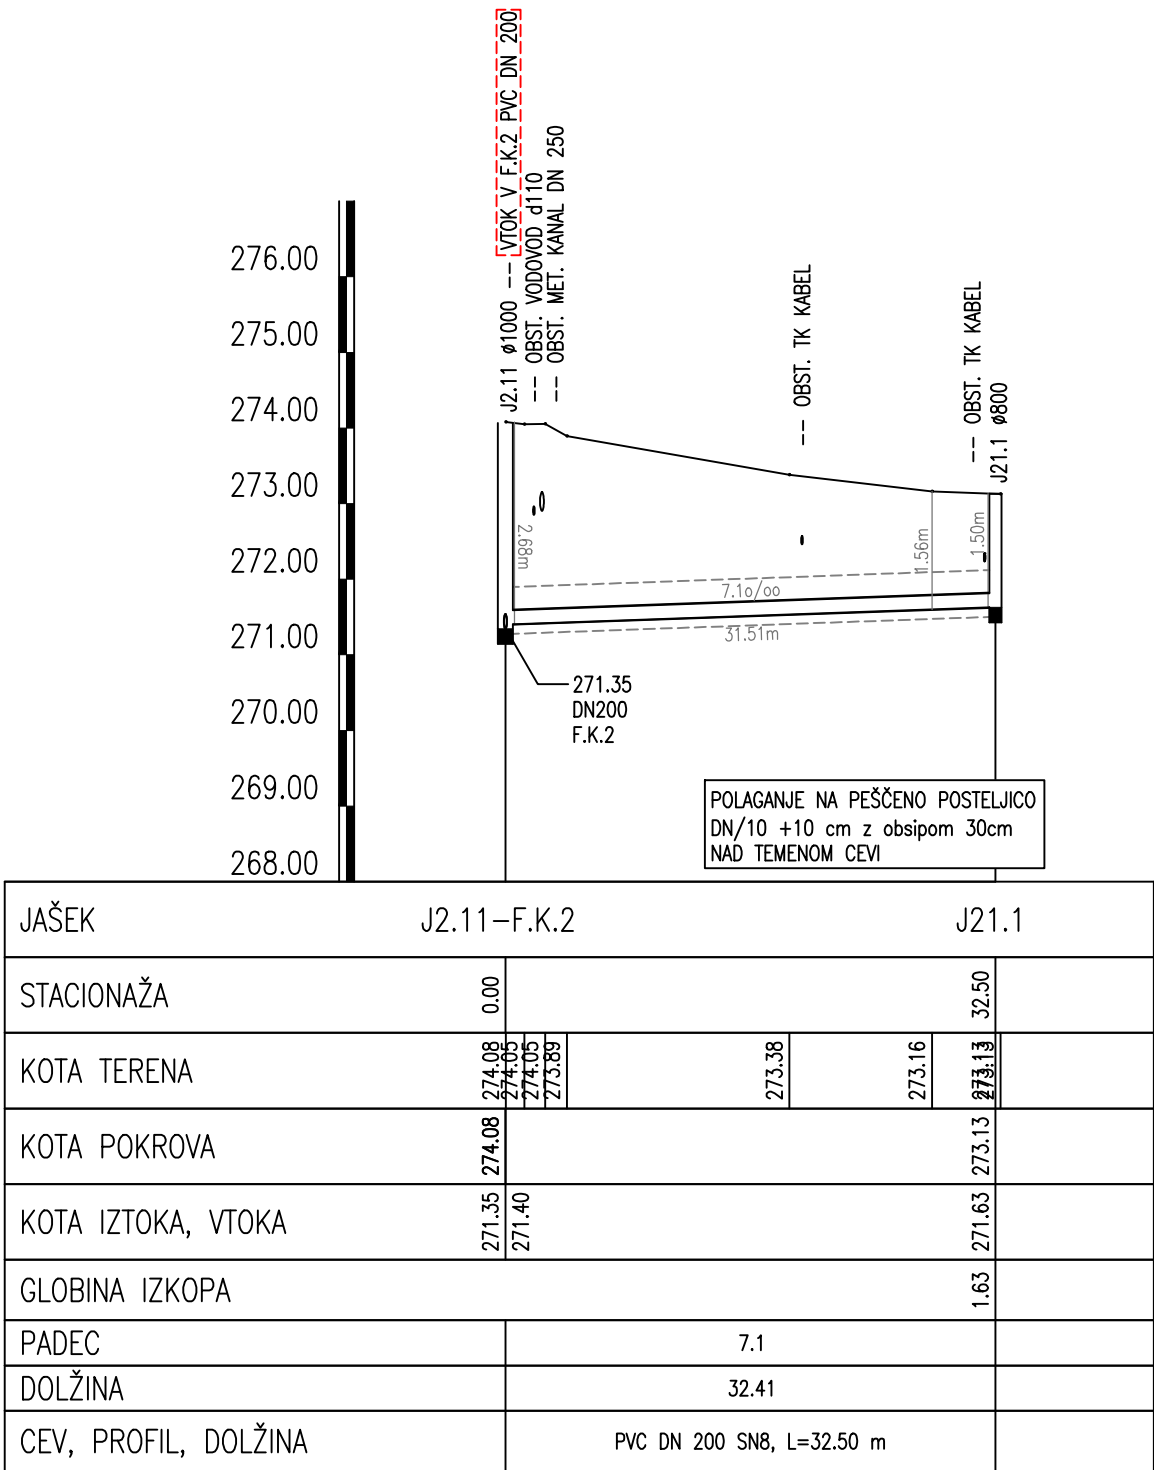 VTOK V F.K.2 PVC DN 200
J2.11 ø1000 --
-- OBST. VODOVOD d110
-- OBST. MET. KANAL DN 250
-- OBST. TK KABEL
-- OBST. TK KABEL
J21.1 ø800
276.00
275.00
274.00
273.00
272.00
271.00
270.00
269.00
268.00
2.68m
7.1o/oo
31.51m
1.56m
1.50m
271.35
DN200
F.K.2
POLAGANJE NA PEŠČENO POSTELJICO
DN/10 +10 cm z obsipom 30cm
NAD TEMENOM CEVI
JAŠEK J2.11-F.K.2 J21.1
STACIONAŽA 0.00 32.50
KOTA TERENA 274.08 274.05 274.05 273.89 273.38 273.16 273.13 273.13
KOTA POKROVA 274.08 273.13
KOTA IZTOKA, VTOKA 271.35 271.40 271.63
GLOBINA IZKOPA 1.63
PADEC 7.1
DOLŽINA 32.41
CEV, PROFIL, DOLŽINA PVC DN 200 SN8, L=32.50 m